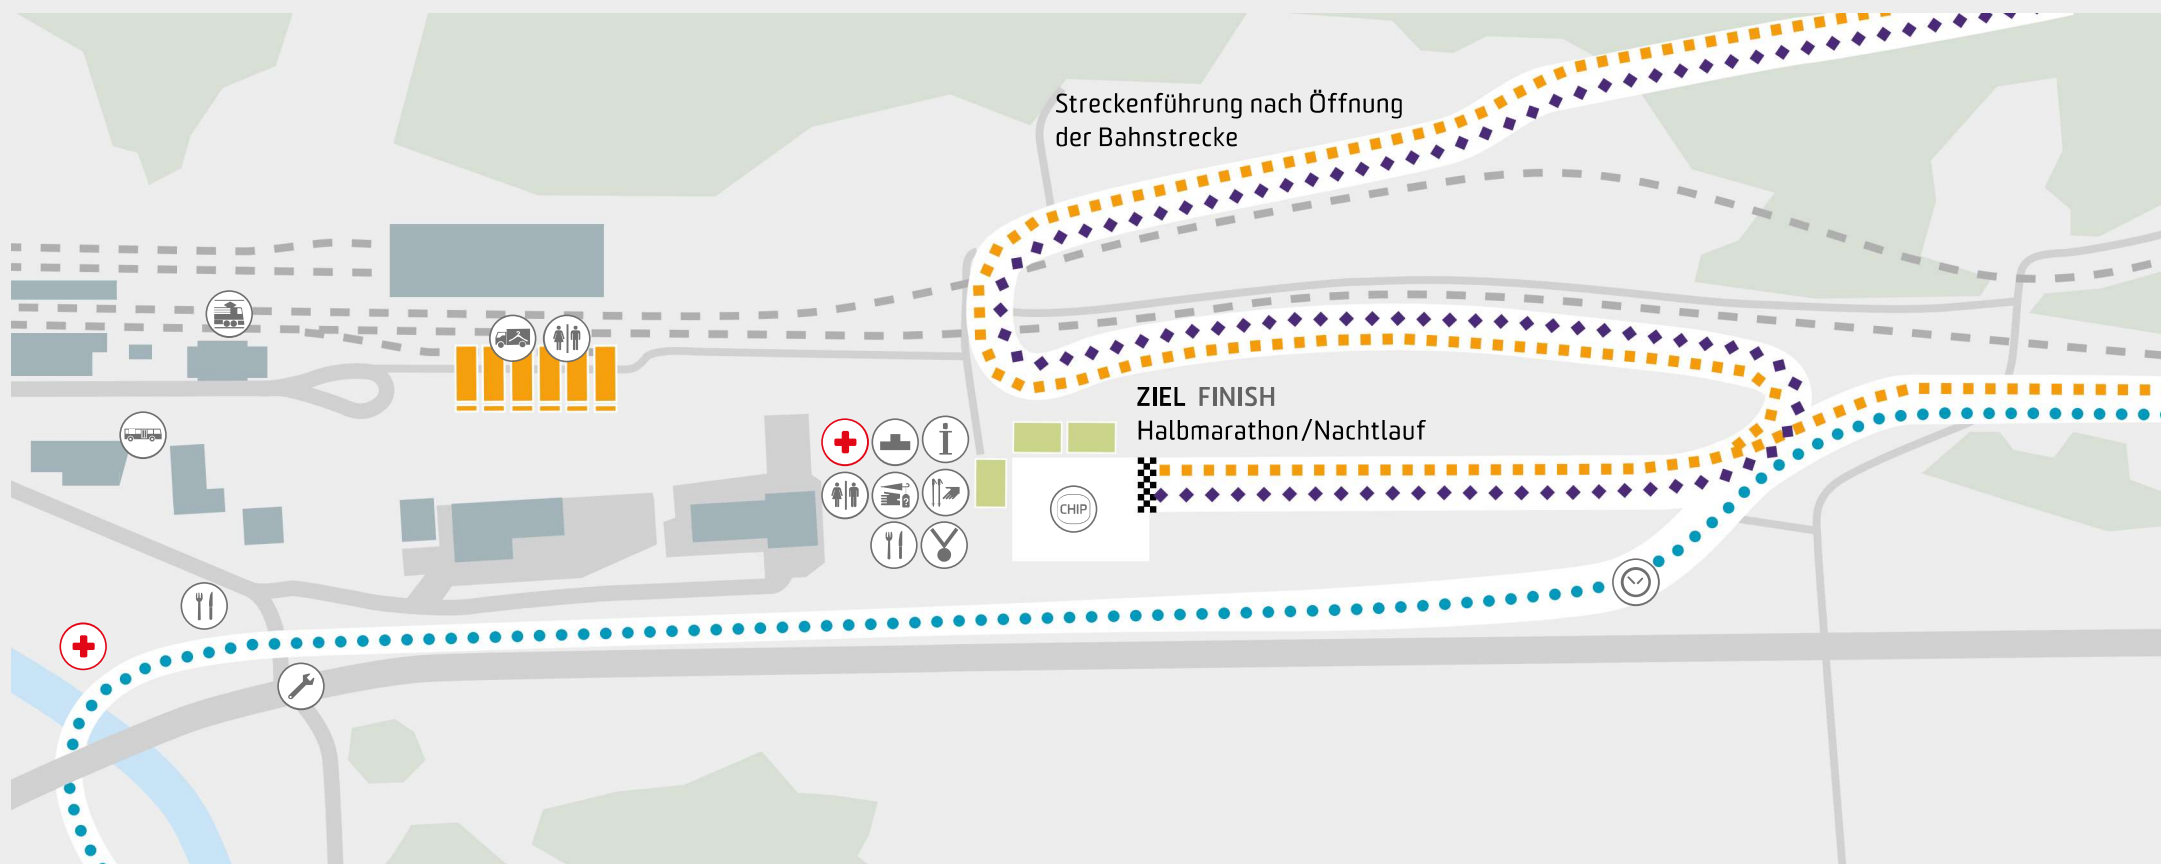 Streckenführung nach Öffnung
der Bahnstrecke
ZIEL FINISH
Halbmarathon/Nachtlauf
CHIP